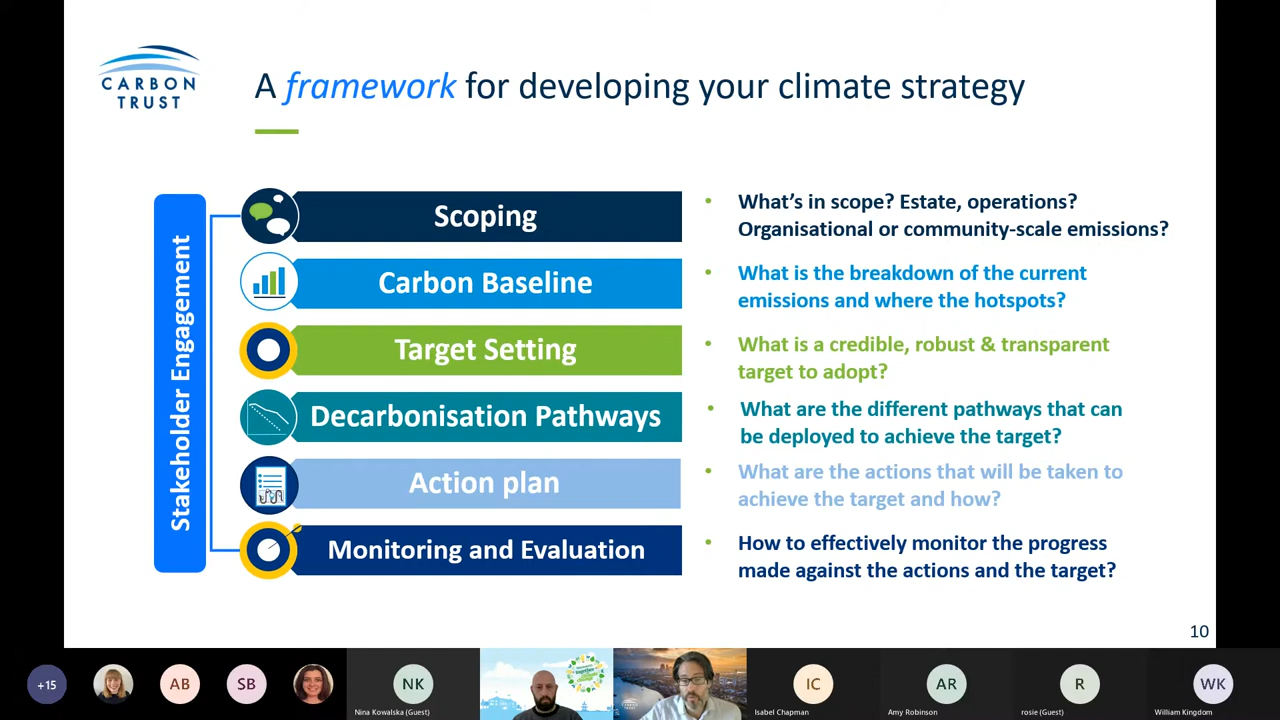 CARBON
TRUST
A framework for developing your climate strategy
Stakeholder Engagement
Scoping
• What’s in scope? Estate, operations?
Organisational or community-scale emissions?
Carbon Baseline
• What is the breakdown of the current
emissions and where the hotspots?
Target Setting
• What is a credible, robust & transparent
target to adopt?
Decarbonisation Pathways
• What are the different pathways that can
be deployed to achieve the target?
Action plan
• What are the actions that will be taken to
achieve the target and how?
Monitoring and Evaluation
• How to effectively monitor the progress
made against the actions and the target?
10
+15
AB
SB
NK
Nina Kowalska (Guest)
IC
Isabel Chapman
AR
Amy Robinson
R
rosie (Guest)
WK
William Kingdom